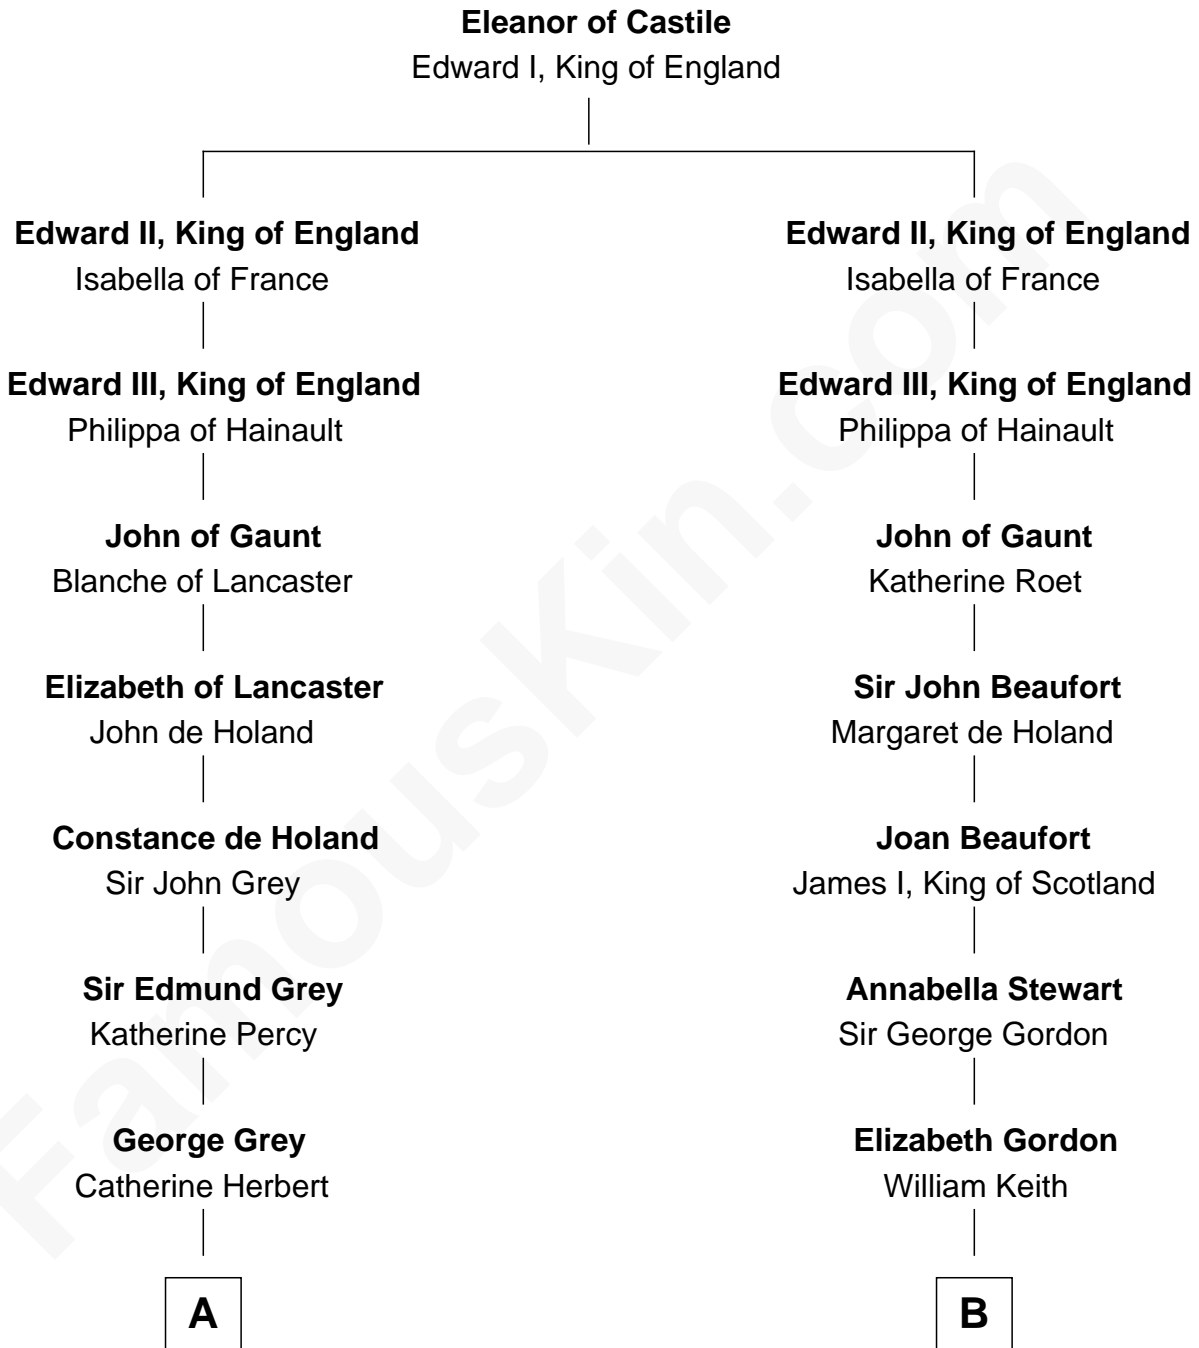 Eleanor of Castile
Edward I, King of England
Edward II, King of England
Isabella of France
Edward III, King of England
Philippa of Hainault
John of Gaunt
Blanche of Lancaster
Elizabeth of Lancaster
John de Holand
Constance de Holand
Sir John Grey
Sir Edmund Grey
Katherine Percy
George Grey
Catherine Herbert
A
Edward II, King of England
Isabella of France
Edward III, King of England
Philippa of Hainault
John of Gaunt
Katherine Roet
Sir John Beaufort
Margaret de Holand
Joan Beaufort
James I, King of Scotland
Annabella Stewart
Sir George Gordon
Elizabeth Gordon
William Keith
B
FamousKin.com